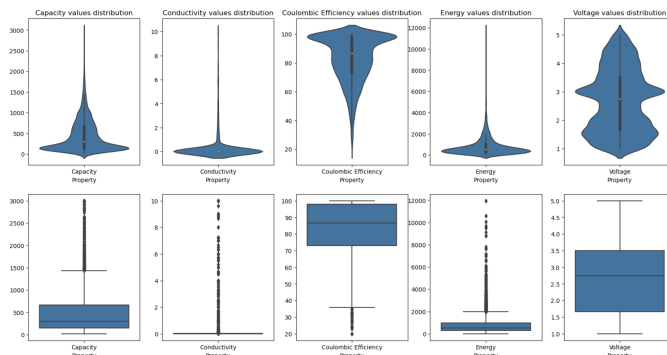 Capacity values distribution
3000
2500
2000
1500
1000
500
0
Capacity
Property
Conductivity values distribution
10
8
6
4
2
0
Conductivity
Property
Coulombic Efficiency values distribution
100
80
60
40
20
Coulombic Efficiency
Property
Energy values distribution
12000
10000
8000
6000
4000
2000
0
Energy
Property
Voltage values distribution
5
4
3
2
1
Voltage
Property
3000
2500
2000
1500
1000
500
0
Capacity
Property
10
8
6
4
2
0
Conductivity
Property
100
90
80
70
60
50
40
30
20
Coulombic Efficiency
Property
12000
10000
8000
6000
4000
2000
0
Energy
Property
5.0
4.5
4.0
3.5
3.0
2.5
2.0
1.5
1.0
Voltage
Property